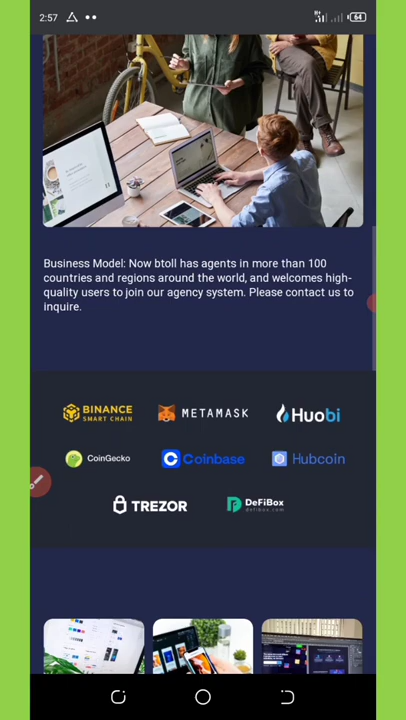 2:57
64
Business Model: Now btoll has agents in more than 100
countries and regions around the world, and welcomes high-
quality users to join our agency system. Please contact us to
inquire.
BINANCE
SMART CHAIN
METAMASK
Huobi
CoinGecko
Coinbase
Hubcoin
TREZOR
DeFiBox
defibox.com